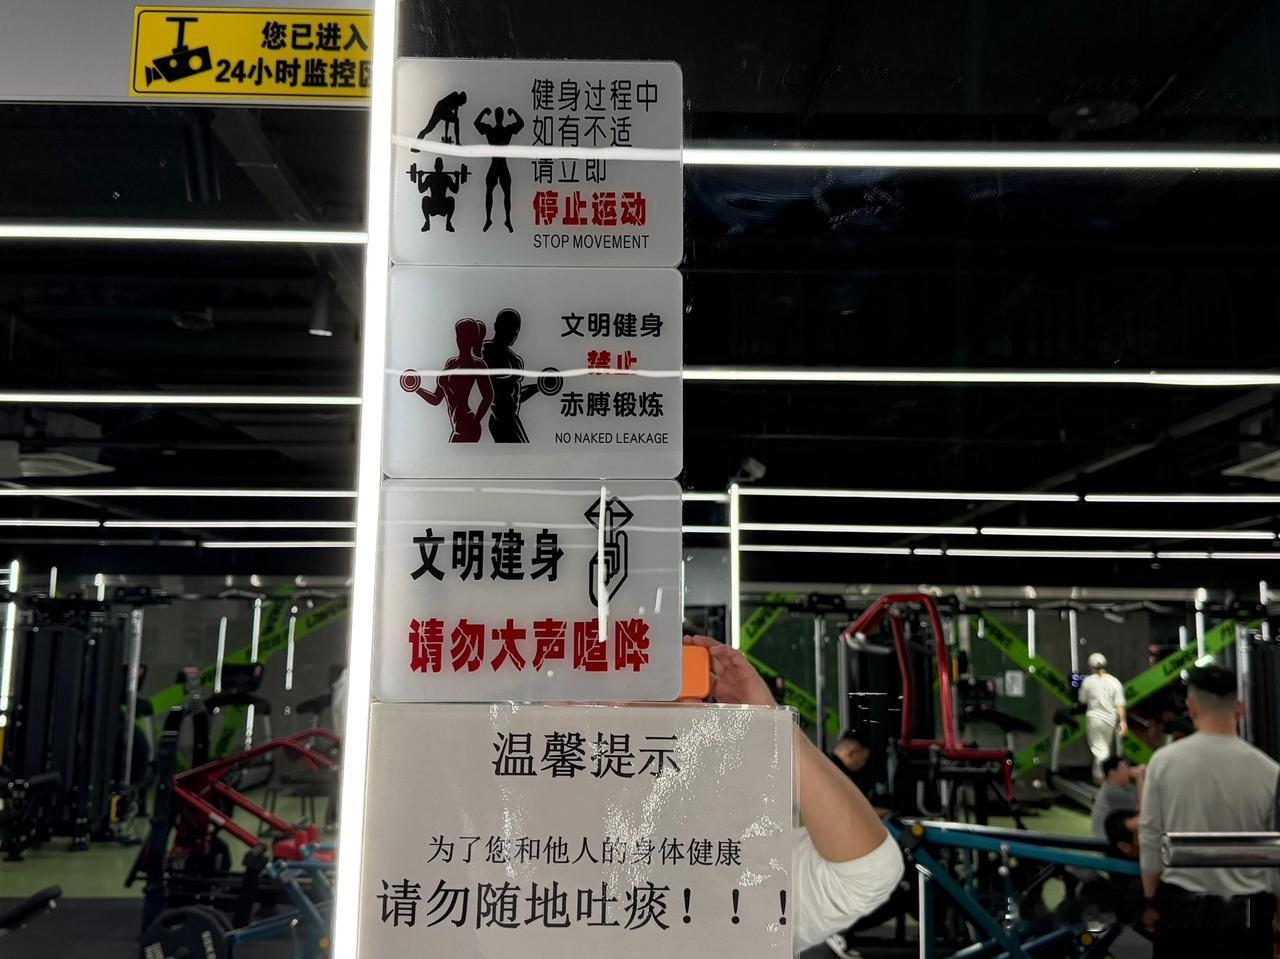 您已进入
24小时监控区
健身过程中
如有不适
请立即
停止运动
STOP MOVEMENT
文明健身
禁止
赤膊锻炼
NO NAKED LEAKAGE
文明建身
请勿大声喧哗
温馨提示
为了您和他人的身体健康
请勿随地吐痰！！！